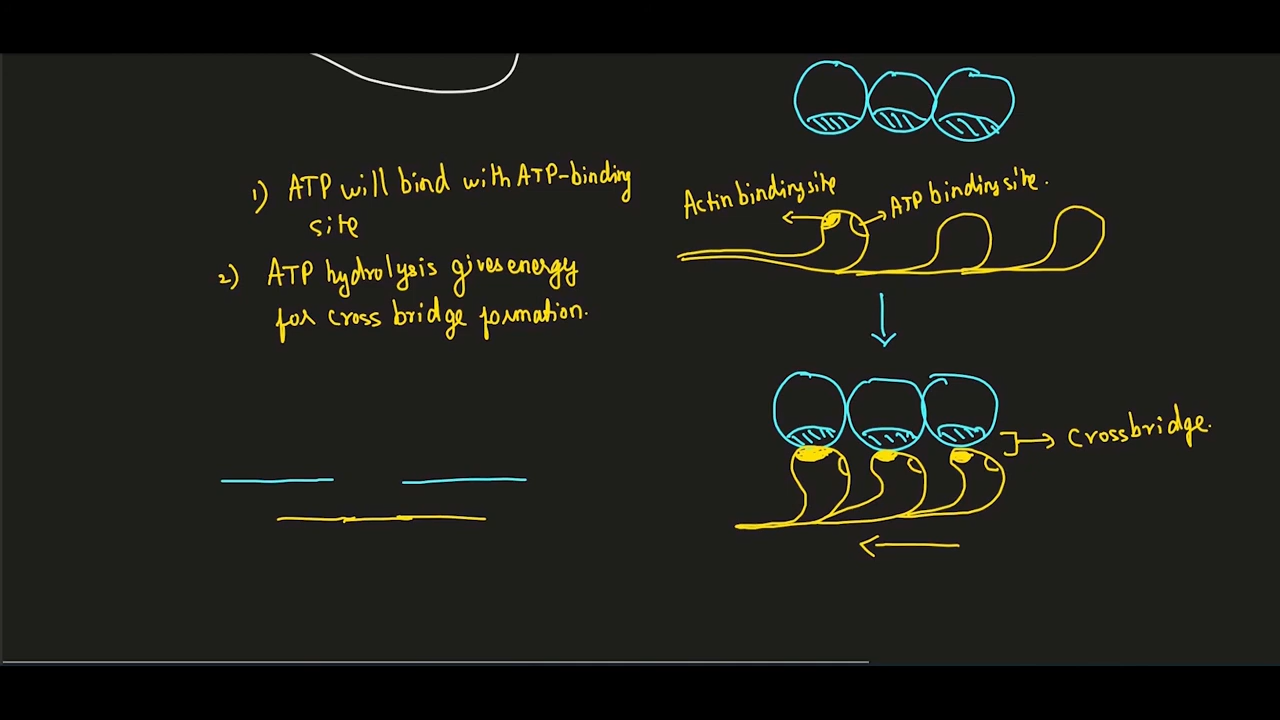 1) ATP will bind with ATP-binding
site
2) ATP hydrolysis gives energy
for cross bridge formation.
Actin binding site
ATP binding site.
Crossbridge.